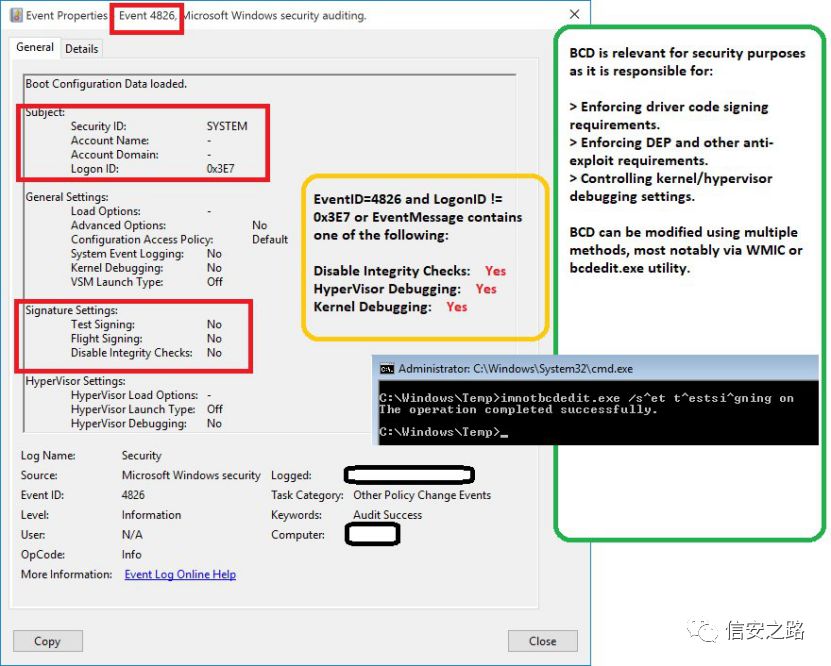 Event Properties - Event 4826, Microsoft Windows security auditing.
General
Details
Boot Configuration Data loaded.
Subject:
Security ID: SYSTEM
Account Name: -
Account Domain: -
Logon ID: 0x3E7
General Settings:
Load Options: -
Advanced Options: No
Configuration Access Policy: Default
System Event Logging: No
Kernel Debugging: No
VSM Launch Type: Off
Signature Settings:
Test Signing: No
Flight Signing: No
Disable Integrity Checks: No
HyperVisor Settings:
HyperVisor Load Options: -
HyperVisor Launch Type: Off
HyperVisor Debugging: No
Log Name: Security
Source: Microsoft Windows security
Logged:
Event ID: 4826
Task Category: Other Policy Change Events
Level: Information
Keywords: Audit Success
User: N/A
Computer:
OpCode: Info
More Information: Event Log Online Help
Copy
Close
EventID=4826 and LogonID !=
0x3E7 or EventMessage contains
one of the following:
Disable Integrity Checks: Yes
HyperVisor Debugging: Yes
Kernel Debugging: Yes
BCD is relevant for security purposes
as it is responsible for:
> Enforcing driver code signing
requirements.
> Enforcing DEP and other anti-
exploit requirements.
> Controlling kernel/hypervisor
debugging settings.
BCD can be modified using multiple
methods, most notably via WMIC or
bcdedit.exe utility.
Administrator: C:\Windows\System32\cmd.exe
C:\Windows\Temp>imnotbcdedit.exe /s^et t^estsi^gning on
The operation completed successfully.
C:\Windows\Temp>_
信安之路